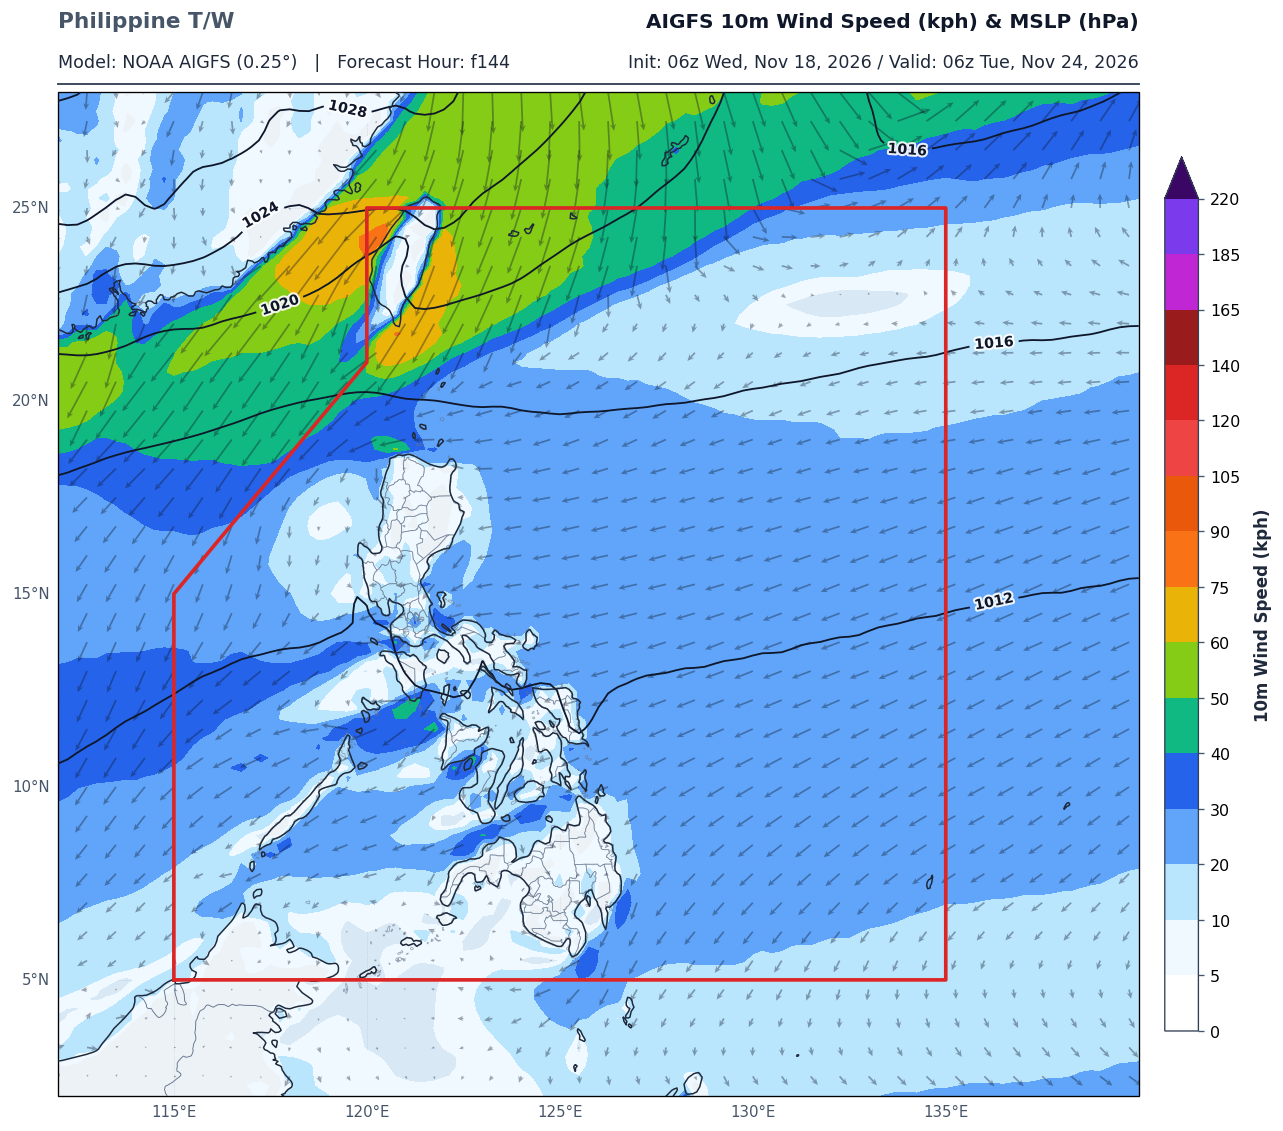 Philippine T/W
AIGFS 10m Wind Speed (kph) & MSLP (hPa)
Model: NOAA AIGFS (0.25°)   |   Forecast Hour: f144
Init: 06z Wed, Nov 18, 2026 / Valid: 06z Tue, Nov 24, 2026
1028
1016
1024
1020
1016
1012
25°N
20°N
15°N
10°N
5°N
115°E
120°E
125°E
130°E
135°E
220
185
165
140
120
105
90
75
60
50
40
30
20
10
5
0
10m Wind Speed (kph)